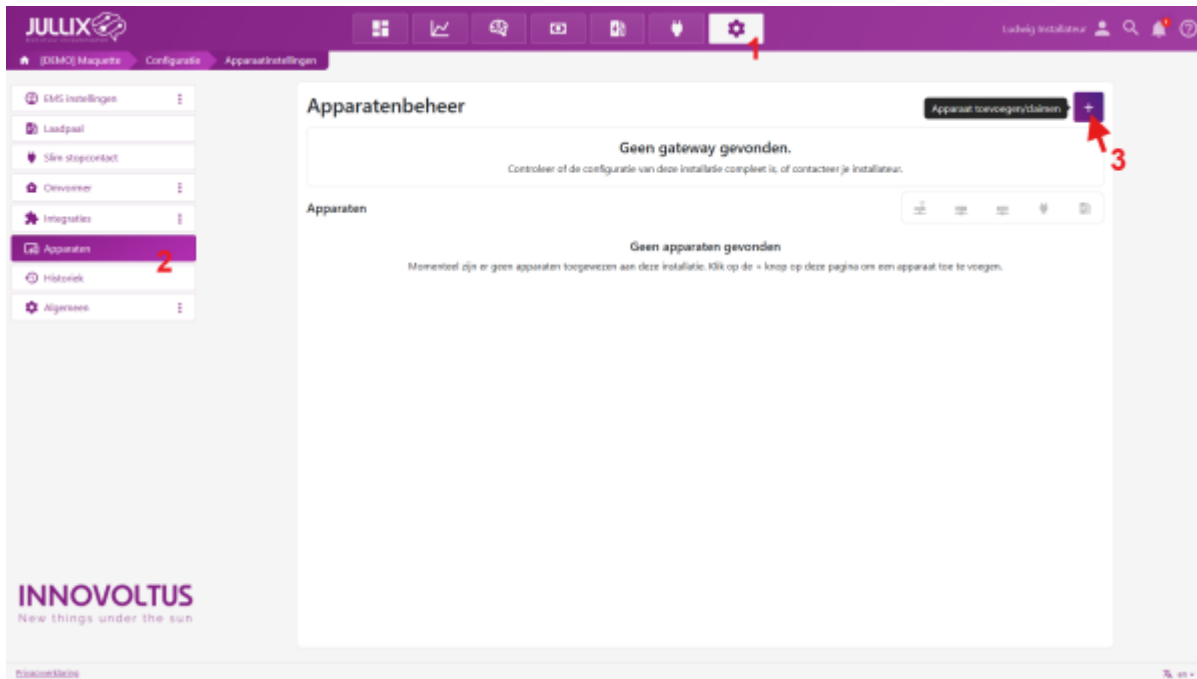 JULLIX
1
Ludwig Installateur
[DEMO] Maquette
Configuratie
Apparaatinstellingen
EMS instellingen
Laadpaal
Slim stopcontact
Omvormer
Integraties
Apparaten
2
Historiek
Algemeen
Apparatenbeheer
Apparaat toevoegen/claimen
+
3
Geen gateway gevonden.
Controleer of de configuratie van deze installatie compleet is, of contacteer je installateur.
Apparaten
Geen apparaten gevonden
Momenteel zijn er geen apparaten toegewezen aan deze installatie. Klik op de + knop op deze pagina om een apparaat toe te voegen.
INNOVOLTUS
New things under the sun
Privacyverklaring
en